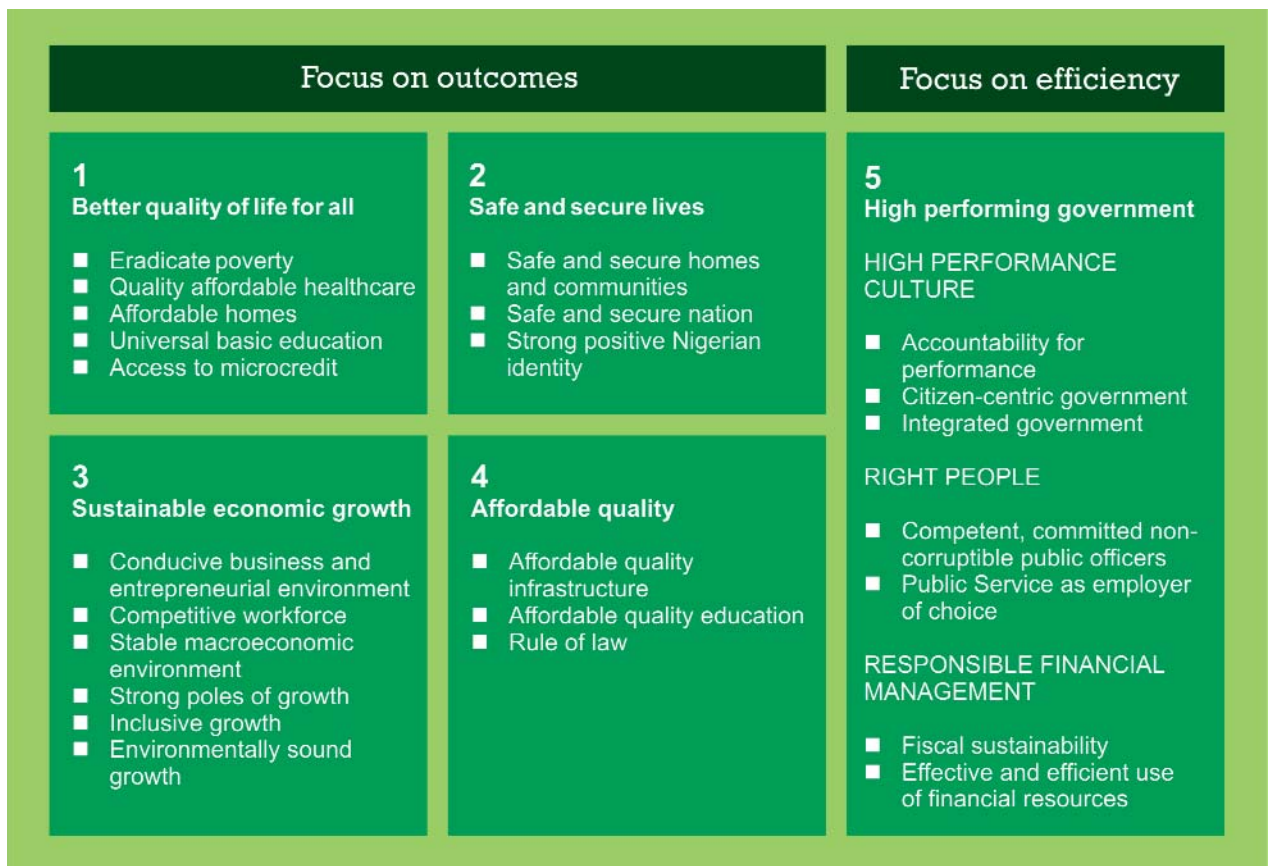 Focus on outcomes
Focus on efficiency
1
Better quality of life for all
Eradicate poverty
Quality affordable healthcare
Affordable homes
Universal basic education
Access to microcredit
2
Safe and secure lives
Safe and secure homes
and communities
Safe and secure nation
Strong positive Nigerian
identity
3
Sustainable economic growth
Conducive business and
entrepreneurial environment
Competitive workforce
Stable macroeconomic
environment
Strong poles of growth
Inclusive growth
Environmentally sound
growth
4
Affordable quality
Affordable quality
infrastructure
Affordable quality education
Rule of law
5
High performing government
HIGH PERFORMANCE
CULTURE
Accountability for
performance
Citizen-centric government
Integrated government
RIGHT PEOPLE
Competent, committed non-
corruptible public officers
Public Service as employer
of choice
RESPONSIBLE FINANCIAL
MANAGEMENT
Fiscal sustainability
Effective and efficient use
of financial resources